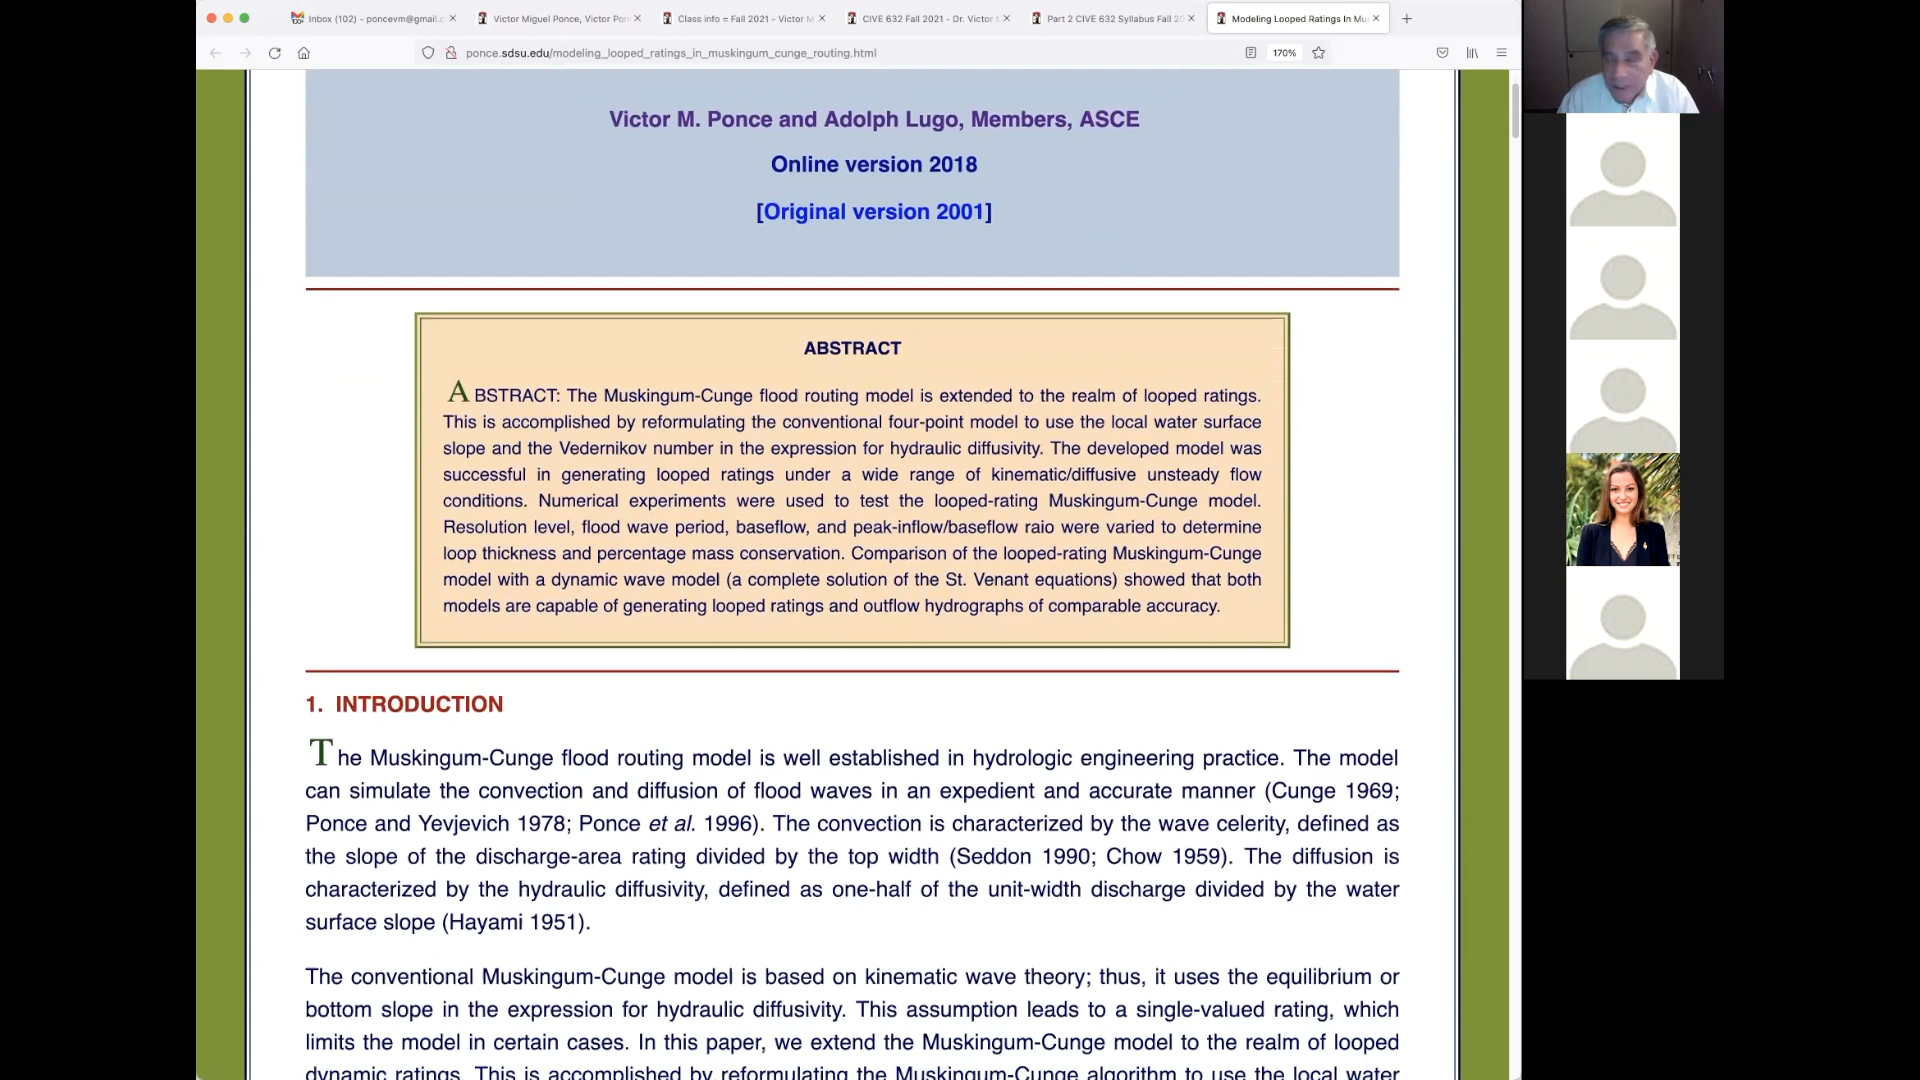 Inbox (102) - poncevm@gmail.c
Victor Miguel Ponce, Victor Pon
Class info = Fall 2021 - Victor M
CIVE 632 Fall 2021 - Dr. Victor
Part 2 CIVE 632 Syllabus Fall 20
Modeling Looped Ratings In Mu
ponce.sdsu.edu/modeling_looped_ratings_in_muskingum_cunge_routing.html
170%
Victor M. Ponce and Adolph Lugo, Members, ASCE
Online version 2018
[Original version 2001]
ABSTRACT
ABSTRACT: The Muskingum-Cunge flood routing model is extended to the realm of looped ratings.
This is accomplished by reformulating the conventional four-point model to use the local water surface
slope and the Vedernikov number in the expression for hydraulic diffusivity. The developed model was
successful in generating looped ratings under a wide range of kinematic/diffusive unsteady flow
conditions. Numerical experiments were used to test the looped-rating Muskingum-Cunge model.
Resolution level, flood wave period, baseflow, and peak-inflow/baseflow raio were varied to determine
loop thickness and percentage mass conservation. Comparison of the looped-rating Muskingum-Cunge
model with a dynamic wave model (a complete solution of the St. Venant equations) showed that both
models are capable of generating looped ratings and outflow hydrographs of comparable accuracy.
1. INTRODUCTION
The Muskingum-Cunge flood routing model is well established in hydrologic engineering practice. The model
can simulate the convection and diffusion of flood waves in an expedient and accurate manner (Cunge 1969;
Ponce and Yevjevich 1978; Ponce et al. 1996). The convection is characterized by the wave celerity, defined as
the slope of the discharge-area rating divided by the top width (Seddon 1990; Chow 1959). The diffusion is
characterized by the hydraulic diffusivity, defined as one-half of the unit-width discharge divided by the water
surface slope (Hayami 1951).
The conventional Muskingum-Cunge model is based on kinematic wave theory; thus, it uses the equilibrium or
bottom slope in the expression for hydraulic diffusivity. This assumption leads to a single-valued rating, which
limits the model in certain cases. In this paper, we extend the Muskingum-Cunge model to the realm of looped
dynamic ratings. This is accomplished by reformulating the Muskingum-Cunge algorithm to use the local water